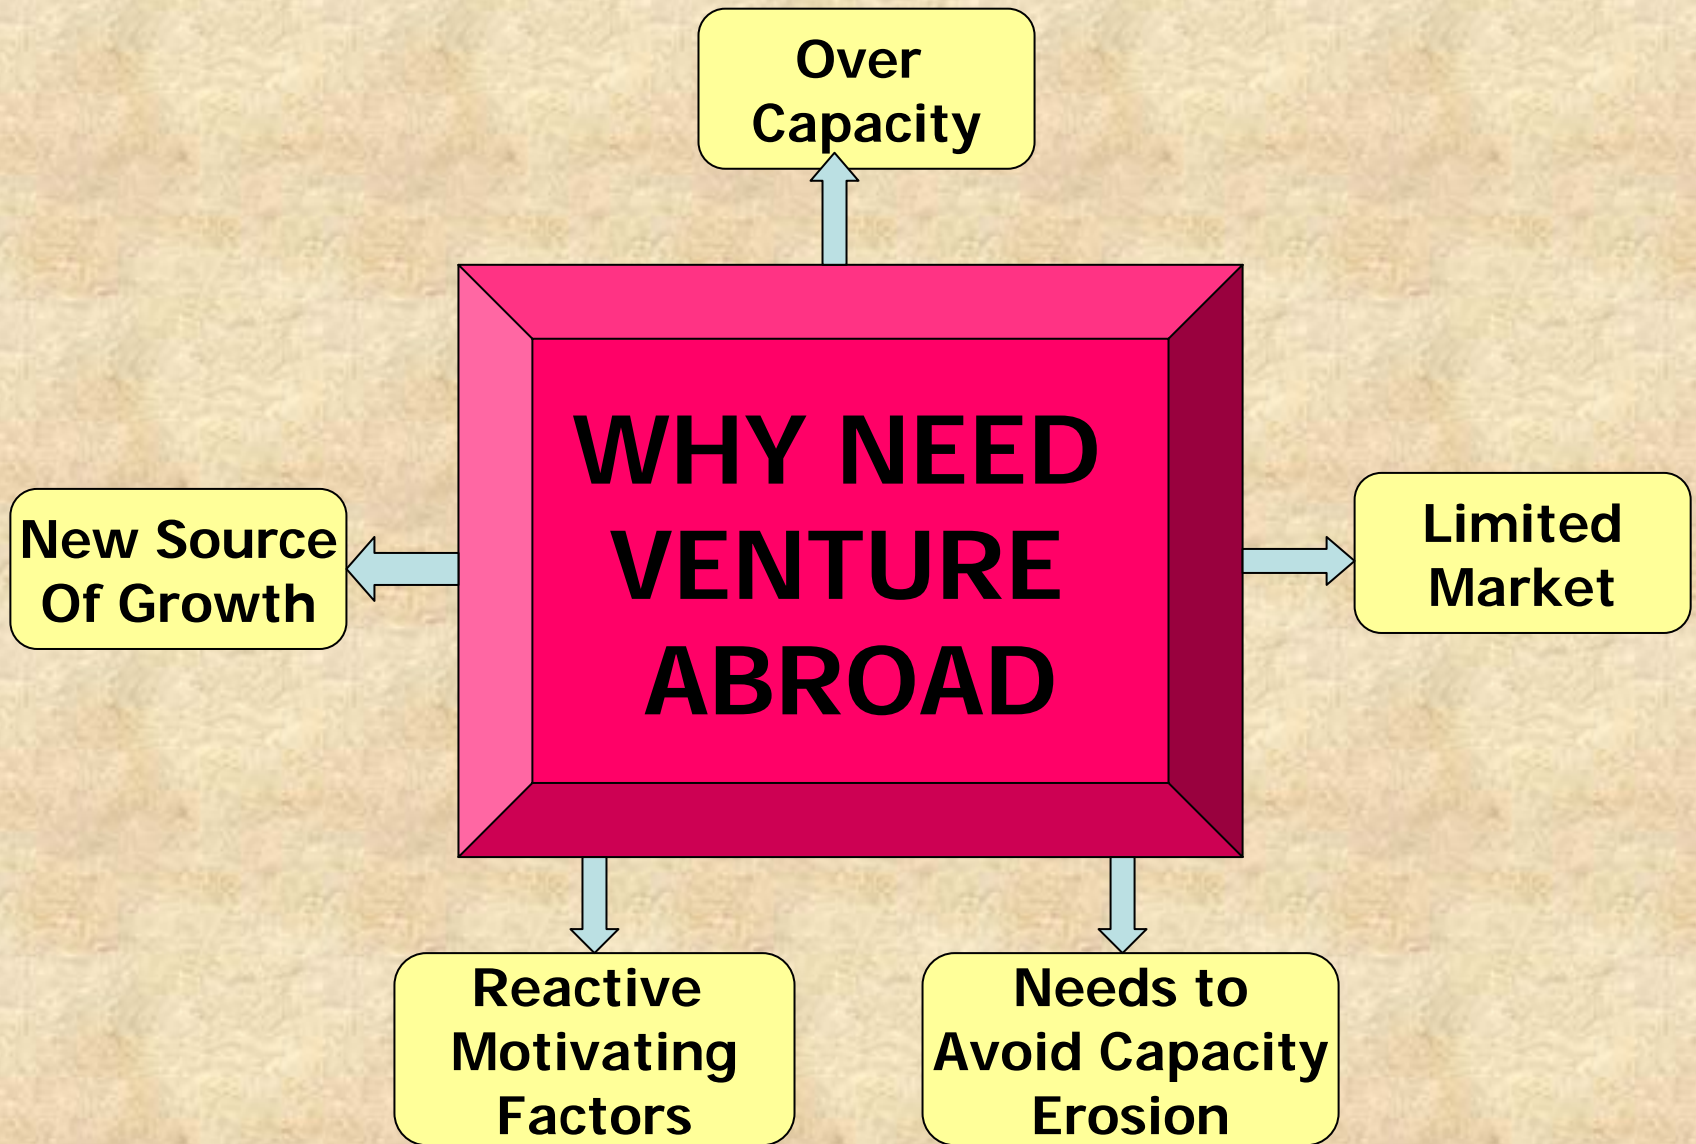 Over
Capacity
WHY NEED
VENTURE
ABROAD
New Source
Of Growth
Limited
Market
Reactive
Motivating
Factors
Needs to
Avoid Capacity
Erosion